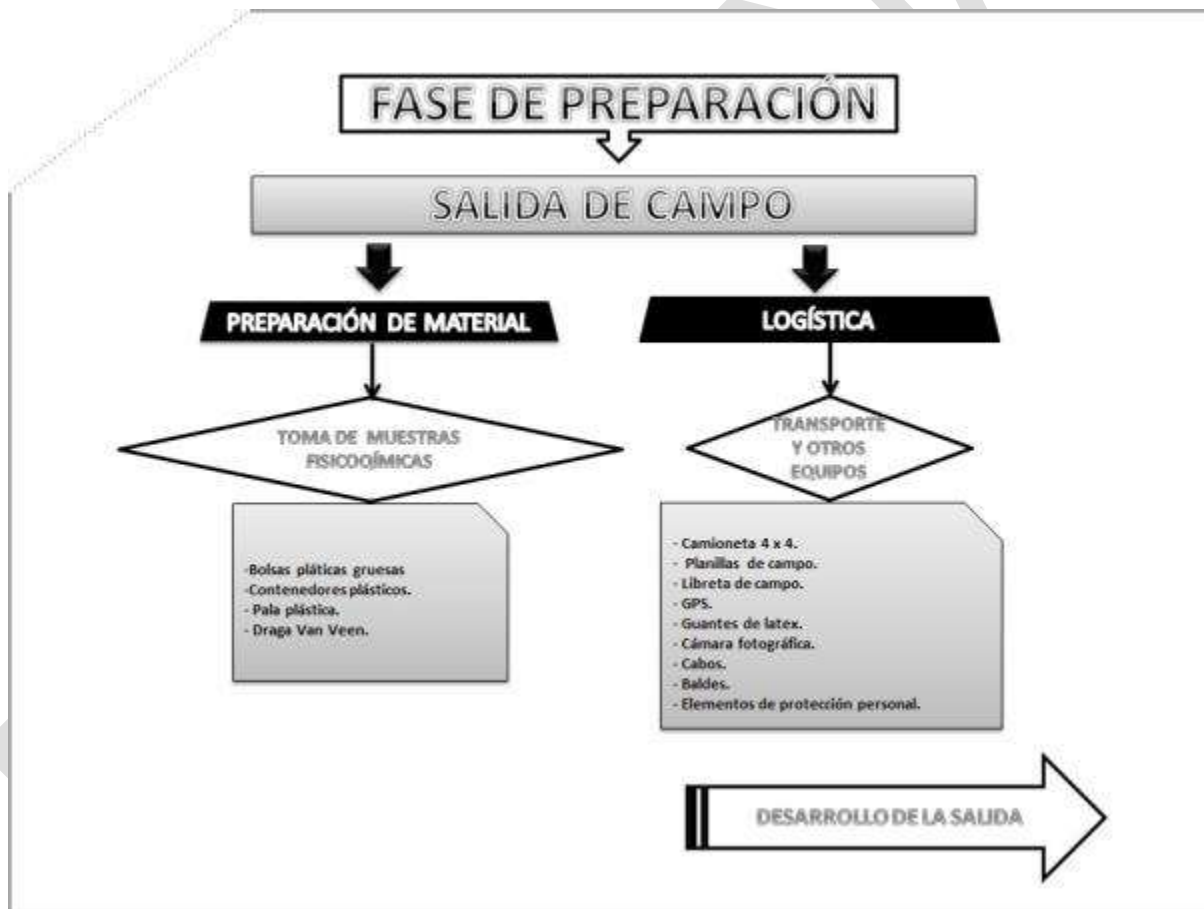 FASE DE PREPARACIÓN
SALIDA DE CAMPO
PREPARACIÓN DE MATERIAL
TOMA DE MUESTRAS
FISICOQÍMICAS
-Bolsas pláticas gruesas
-Contenedores plásticos.
- Pala plástica.
- Draga Van Veen.
LOGÍSTICA
TRANSPORTE
Y OTROS
EQUIPOS
- Camioneta 4 x 4.
- Planillas de campo.
- Libreta de campo.
- GPS.
- Guantes de latex.
- Cámara fotográfica.
- Cabos.
- Baldes.
- Elementos de protección personal.
DESARROLLO DE LA SALIDA